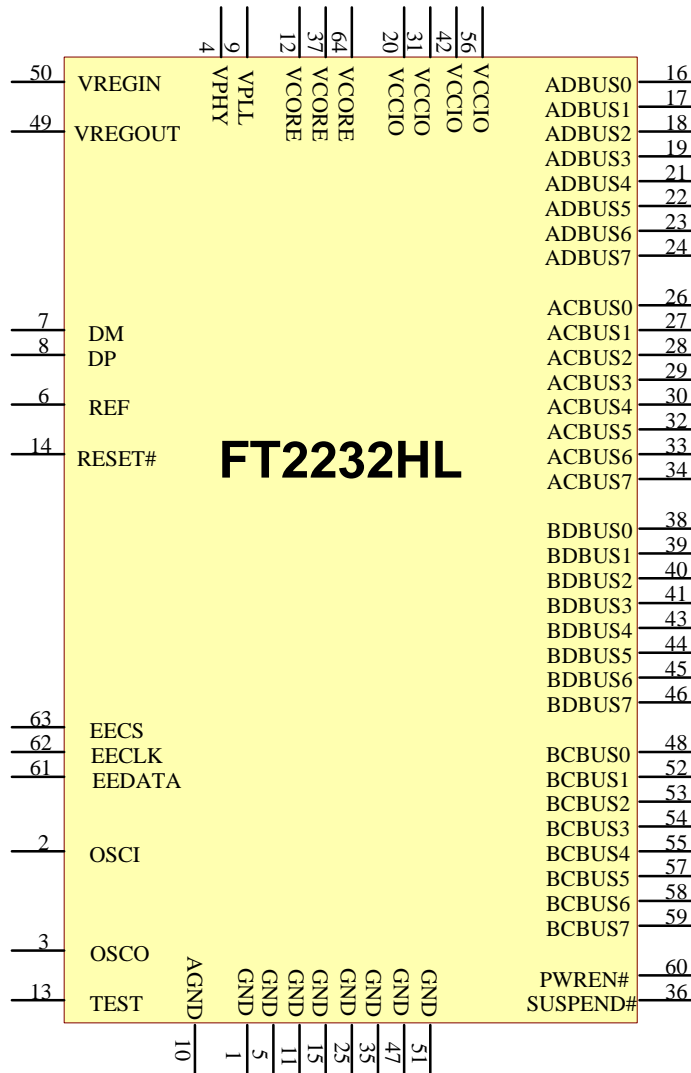 4 9 12 37 64 20 31 42 56
VPHY VPLL VCORE VCORE VCORE VCCIO VCCIO VCCIO VCCIO
50 VREGIN
49 VREGOUT
7 DM
8 DP
6 REF
14 RESET#
63 EECS
62 EECLK
61 EEDATA
2 OSCI
3 OSCO
13 TEST
FT2232HL
ADBUS0 16
ADBUS1 17
ADBUS2 18
ADBUS3 19
ADBUS4 21
ADBUS5 22
ADBUS6 23
ADBUS7 24
ACBUS0 26
ACBUS1 27
ACBUS2 28
ACBUS3 29
ACBUS4 30
ACBUS5 32
ACBUS6 33
ACBUS7 34
BDBUS0 38
BDBUS1 39
BDBUS2 40
BDBUS3 41
BDBUS4 43
BDBUS5 44
BDBUS6 45
BDBUS7 46
BCBUS0 48
BCBUS1 52
BCBUS2 53
BCBUS3 54
BCBUS4 55
BCBUS5 57
BCBUS6 58
BCBUS7 59
PWREN# 60
SUSPEND# 36
AGND GND GND GND GND GND GND GND GND
10 1 5 11 15 25 35 47 51